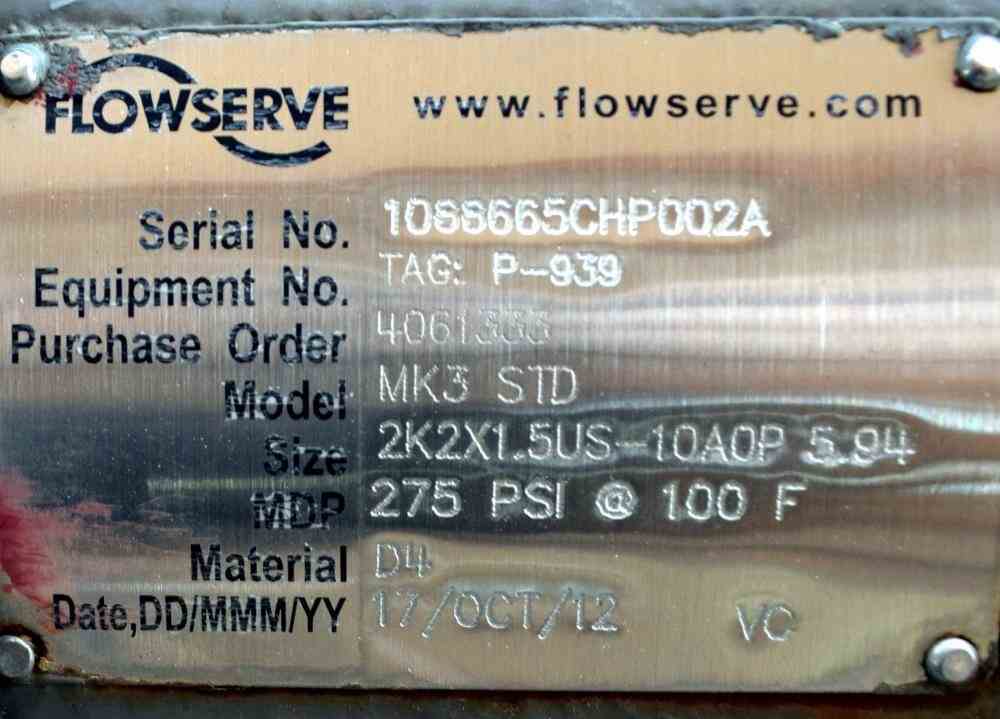 FLOWSERVE www.flowserve.com
Serial No. 1088665CHP002A
Equipment No. TAG: P-939
Purchase Order 4061333
Model MK3 STD
Size 2K2X1.5US-10A0P 5.94
MDP 275 PSI @ 100 F
Material D4
Date,DD/MMM/YY 17/OCT/12 VC